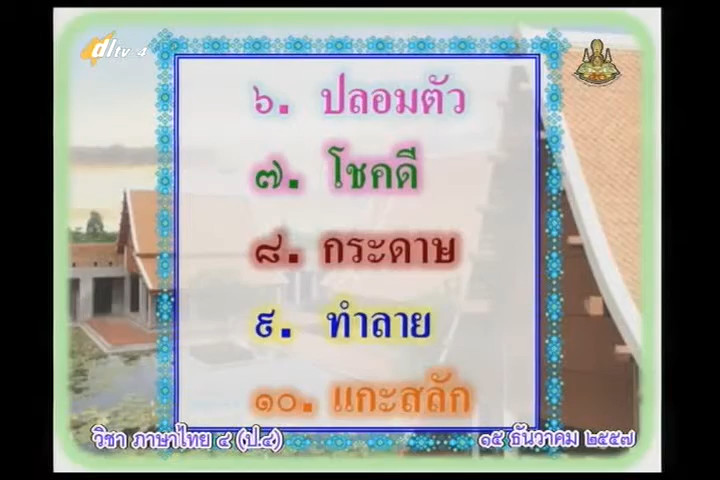 dltv 4
๖. ปลอมตัว
๗. โชคดี
๘. กระดาษ
๙. ทำลาย
๑๐. แกะสลัก
วิชา ภาษาไทย ๔ (ป.๔)
๑๕ ธันวาคม ๒๕๕๗